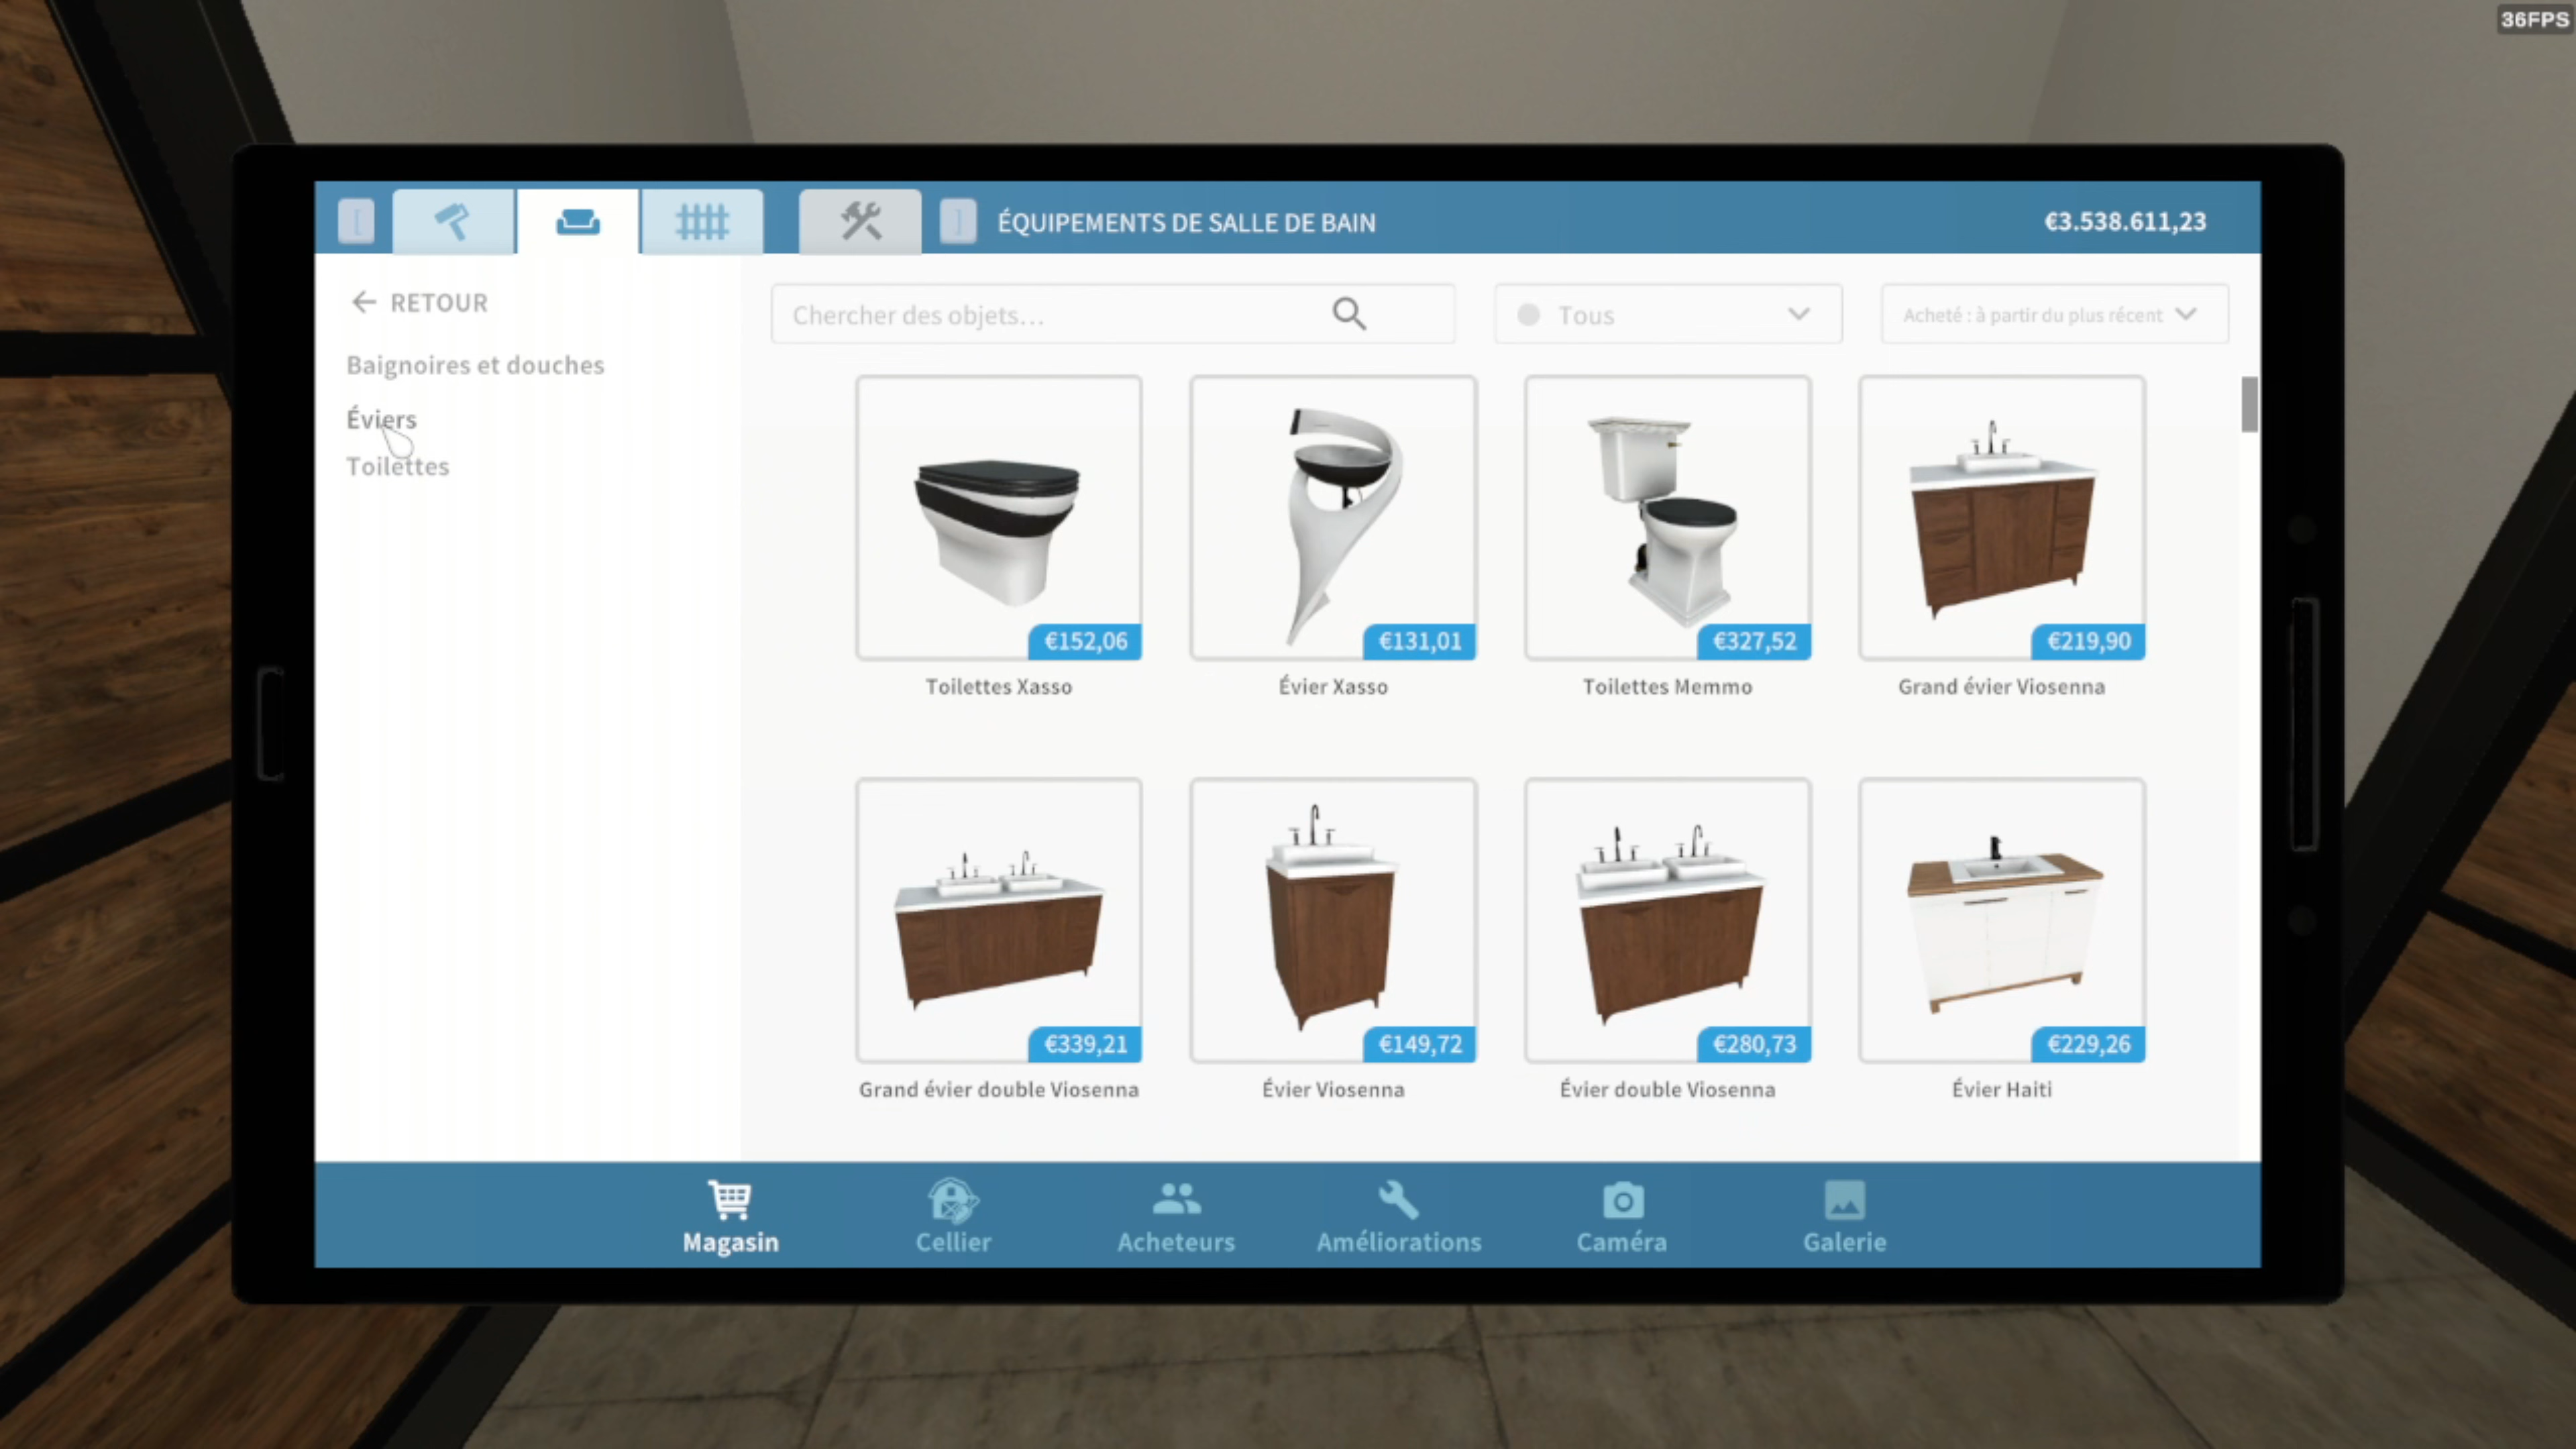 36FPS
[
]
ÉQUIPEMENTS DE SALLE DE BAIN
€3.538.611,23
RETOUR
Baignoires et douches
Éviers
Toilettes
Chercher des objets...
Tous
Acheté : à partir du plus récent
€152,06
€131,01
€327,52
€219,90
Toilettes Xasso
Évier Xasso
Toilettes Memmo
Grand évier Viosenna
€339,21
€149,72
€280,73
€229,26
Grand évier double Viosenna
Évier Viosenna
Évier double Viosenna
Évier Haiti
Magasin
Cellier
Acheteurs
Améliorations
Caméra
Galerie